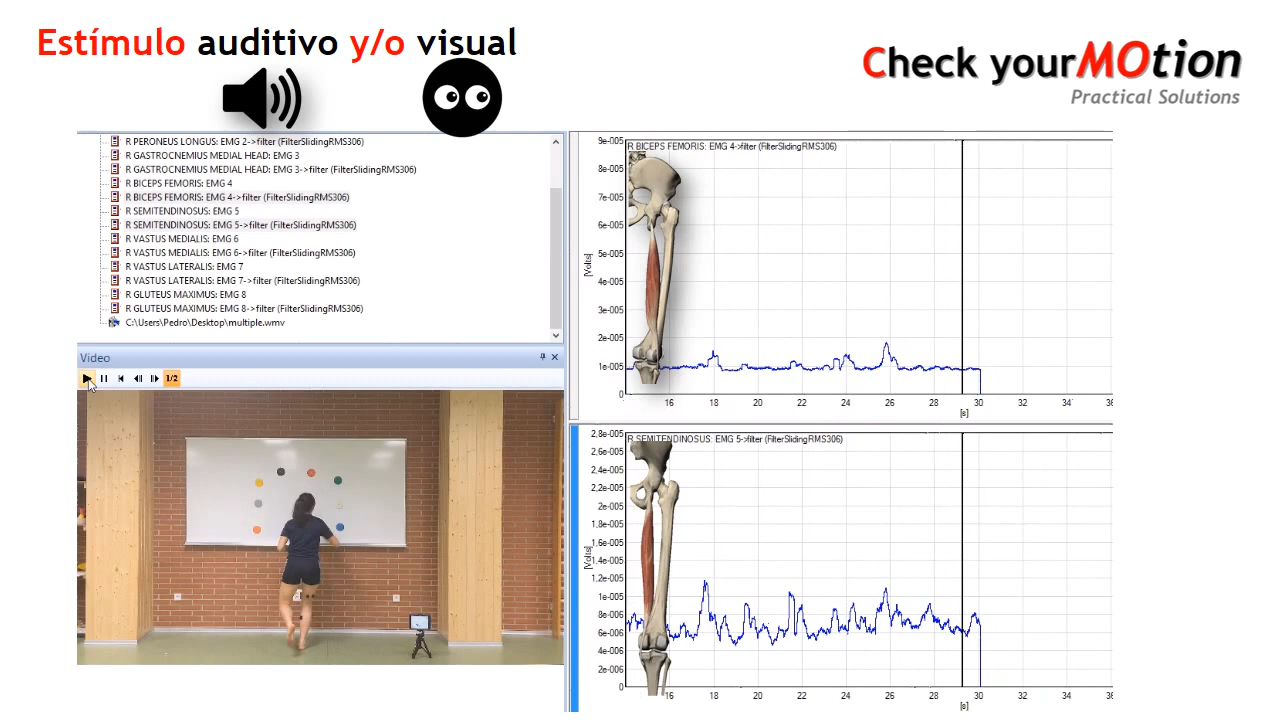 Estímulo auditivo y/o visual
Check yourMOtion
Practical Solutions
R PERONEUS LONGUS: EMG 2->filter (FilterSlidingRMS306)
R GASTROCNEMIUS MEDIAL HEAD: EMG 3
R GASTROCNEMIUS MEDIAL HEAD: EMG 3->filter (FilterSlidingRMS306)
R BICEPS FEMORIS: EMG 4
R BICEPS FEMORIS: EMG 4->filter (FilterSlidingRMS306)
R SEMITENDINOSUS: EMG 5
R SEMITENDINOSUS: EMG 5->filter (FilterSlidingRMS306)
R VASTUS MEDIALIS: EMG 6
R VASTUS MEDIALIS: EMG 6->filter (FilterSlidingRMS306)
R VASTUS LATERALIS: EMG 7
R VASTUS LATERALIS: EMG 7->filter (FilterSlidingRMS306)
R GLUTEUS MAXIMUS: EMG 8
R GLUTEUS MAXIMUS: EMG 8->filter (FilterSlidingRMS306)
C:\Users\Pedro\Desktop\multiple.wmv
Video
1/2
R BICEPS FEMORIS: EMG 4->filter (FilterSlidingRMS306)
9e-005
8e-005
7e-005
6e-005
5e-005
4e-005
3e-005
2e-005
1e-005
0
[Volts]
16 18 20 22 24 26 28 30 32 34 36
[s]
R SEMITENDINOSUS: EMG 5->filter (FilterSlidingRMS306)
2,8e-005
2,6e-005
2,4e-005
2,2e-005
2e-005
1,8e-005
1,6e-005
1,4e-005
1,2e-005
1e-005
8e-006
6e-006
4e-006
2e-006
0
[Volts]
16 18 20 22 24 26 28 30 32 34 36
[s]